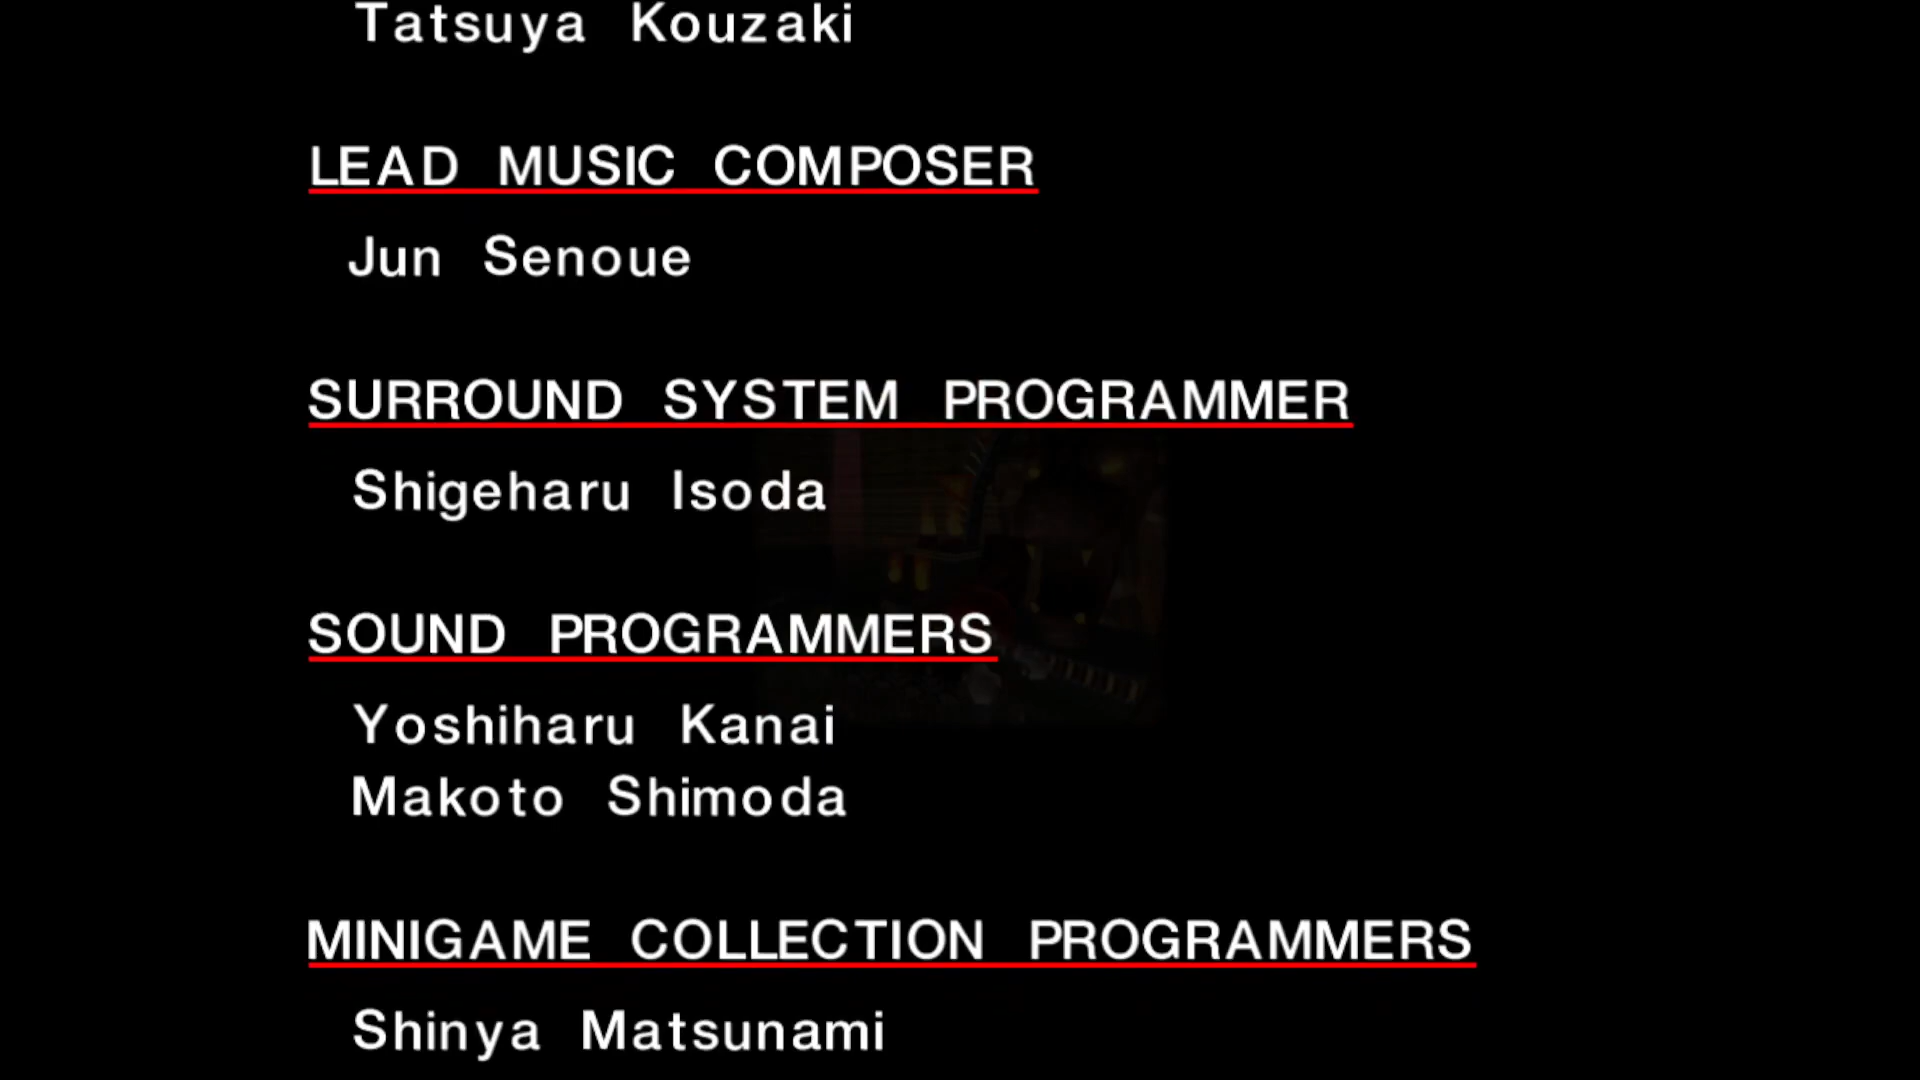 Tatsuya Kouzaki
LEAD MUSIC COMPOSER
Jun Senoue
SURROUND SYSTEM PROGRAMMER
Shigeharu Isoda
SOUND PROGRAMMERS
Yoshiharu Kanai
Makoto Shimoda
MINIGAME COLLECTION PROGRAMMERS
Shinya Matsunami